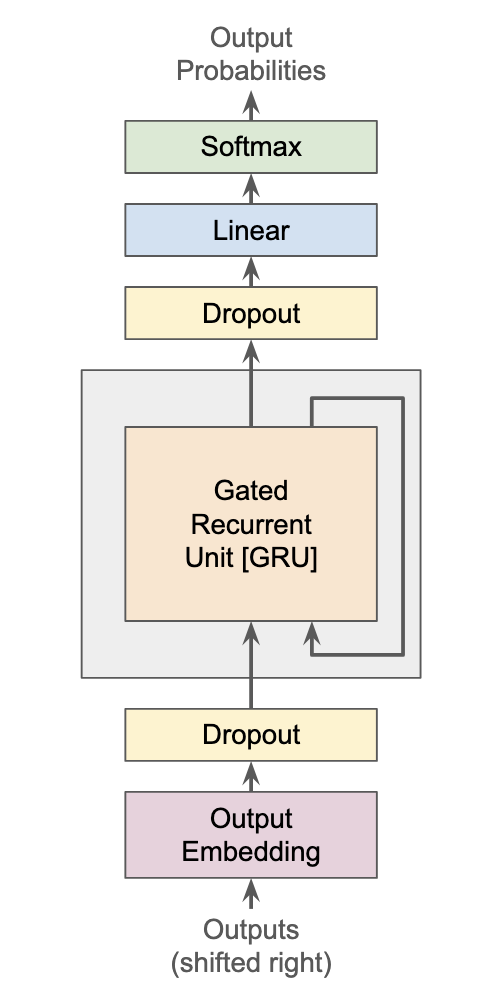 Output
Probabilities
Softmax
Linear
Dropout
Gated
Recurrent
Unit [GRU]
Dropout
Output
Embedding
Outputs
(shifted right)